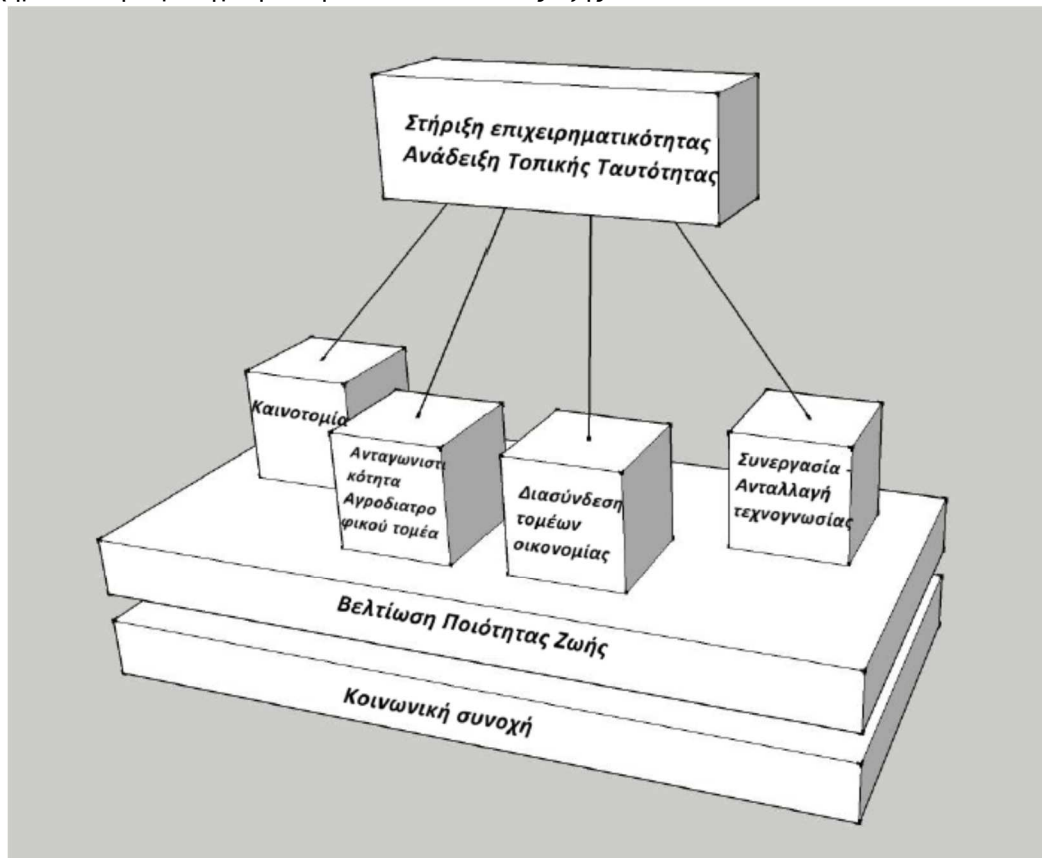 Στήριξη επιχειρηματικότητας
Ανάδειξη Τοπικής Ταυτότητας
Καινοτομία
Ανταγωνιστι
κότητα
Αγροδιατρο
φικού τομέα
Διασύνδεση
τομέων
οικονομίας
Συνεργασία -
Ανταλλαγή
τεχνογνωσίας
Βελτίωση Ποιότητας Ζωής
Κοινωνική συνοχή